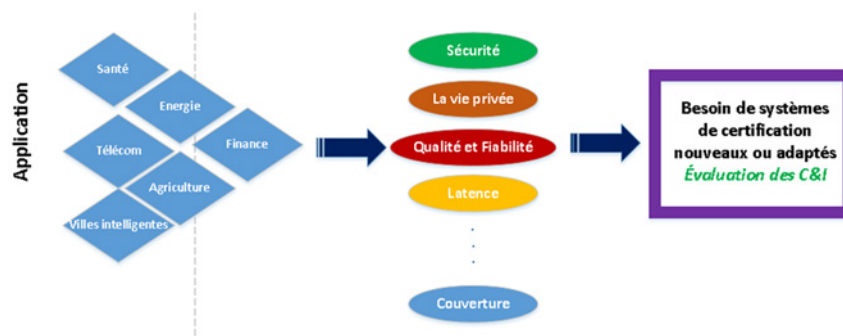 Application
Santé
Energie
Télécom
Finance
Agriculture
Villes intelligentes
Sécurité
La vie privée
Qualité et Fiabilité
Latence
Couverture
Besoin de systèmes
de certification
nouveaux ou adaptés
Évaluation des C&I